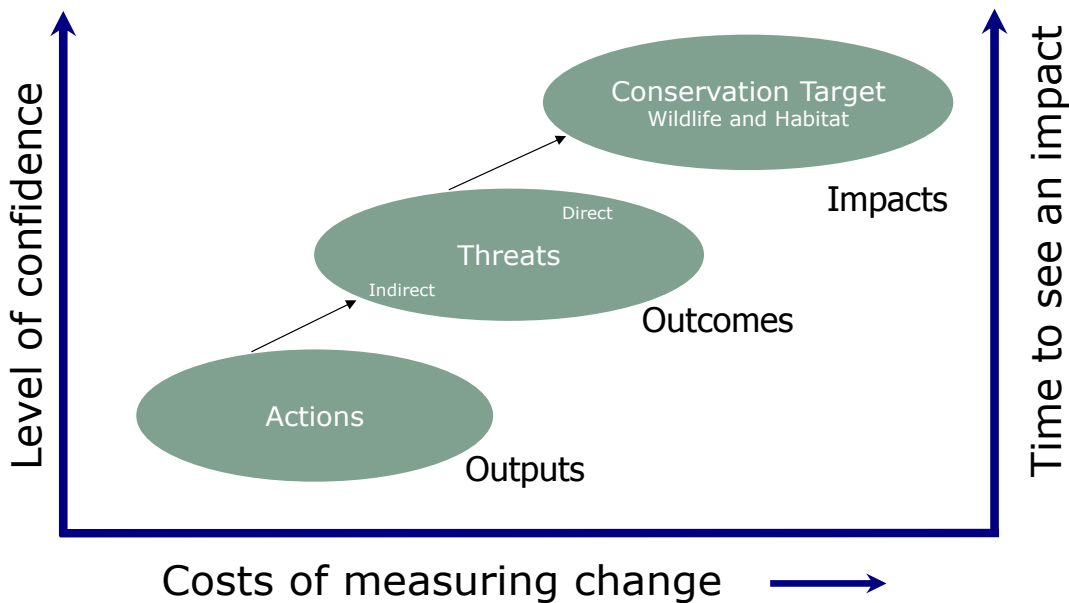 Level of confidence
Time to see an impact
Conservation Target
Wildlife and Habitat
Impacts
Direct
Threats
Indirect
Outcomes
Actions
Outputs
Costs of measuring change